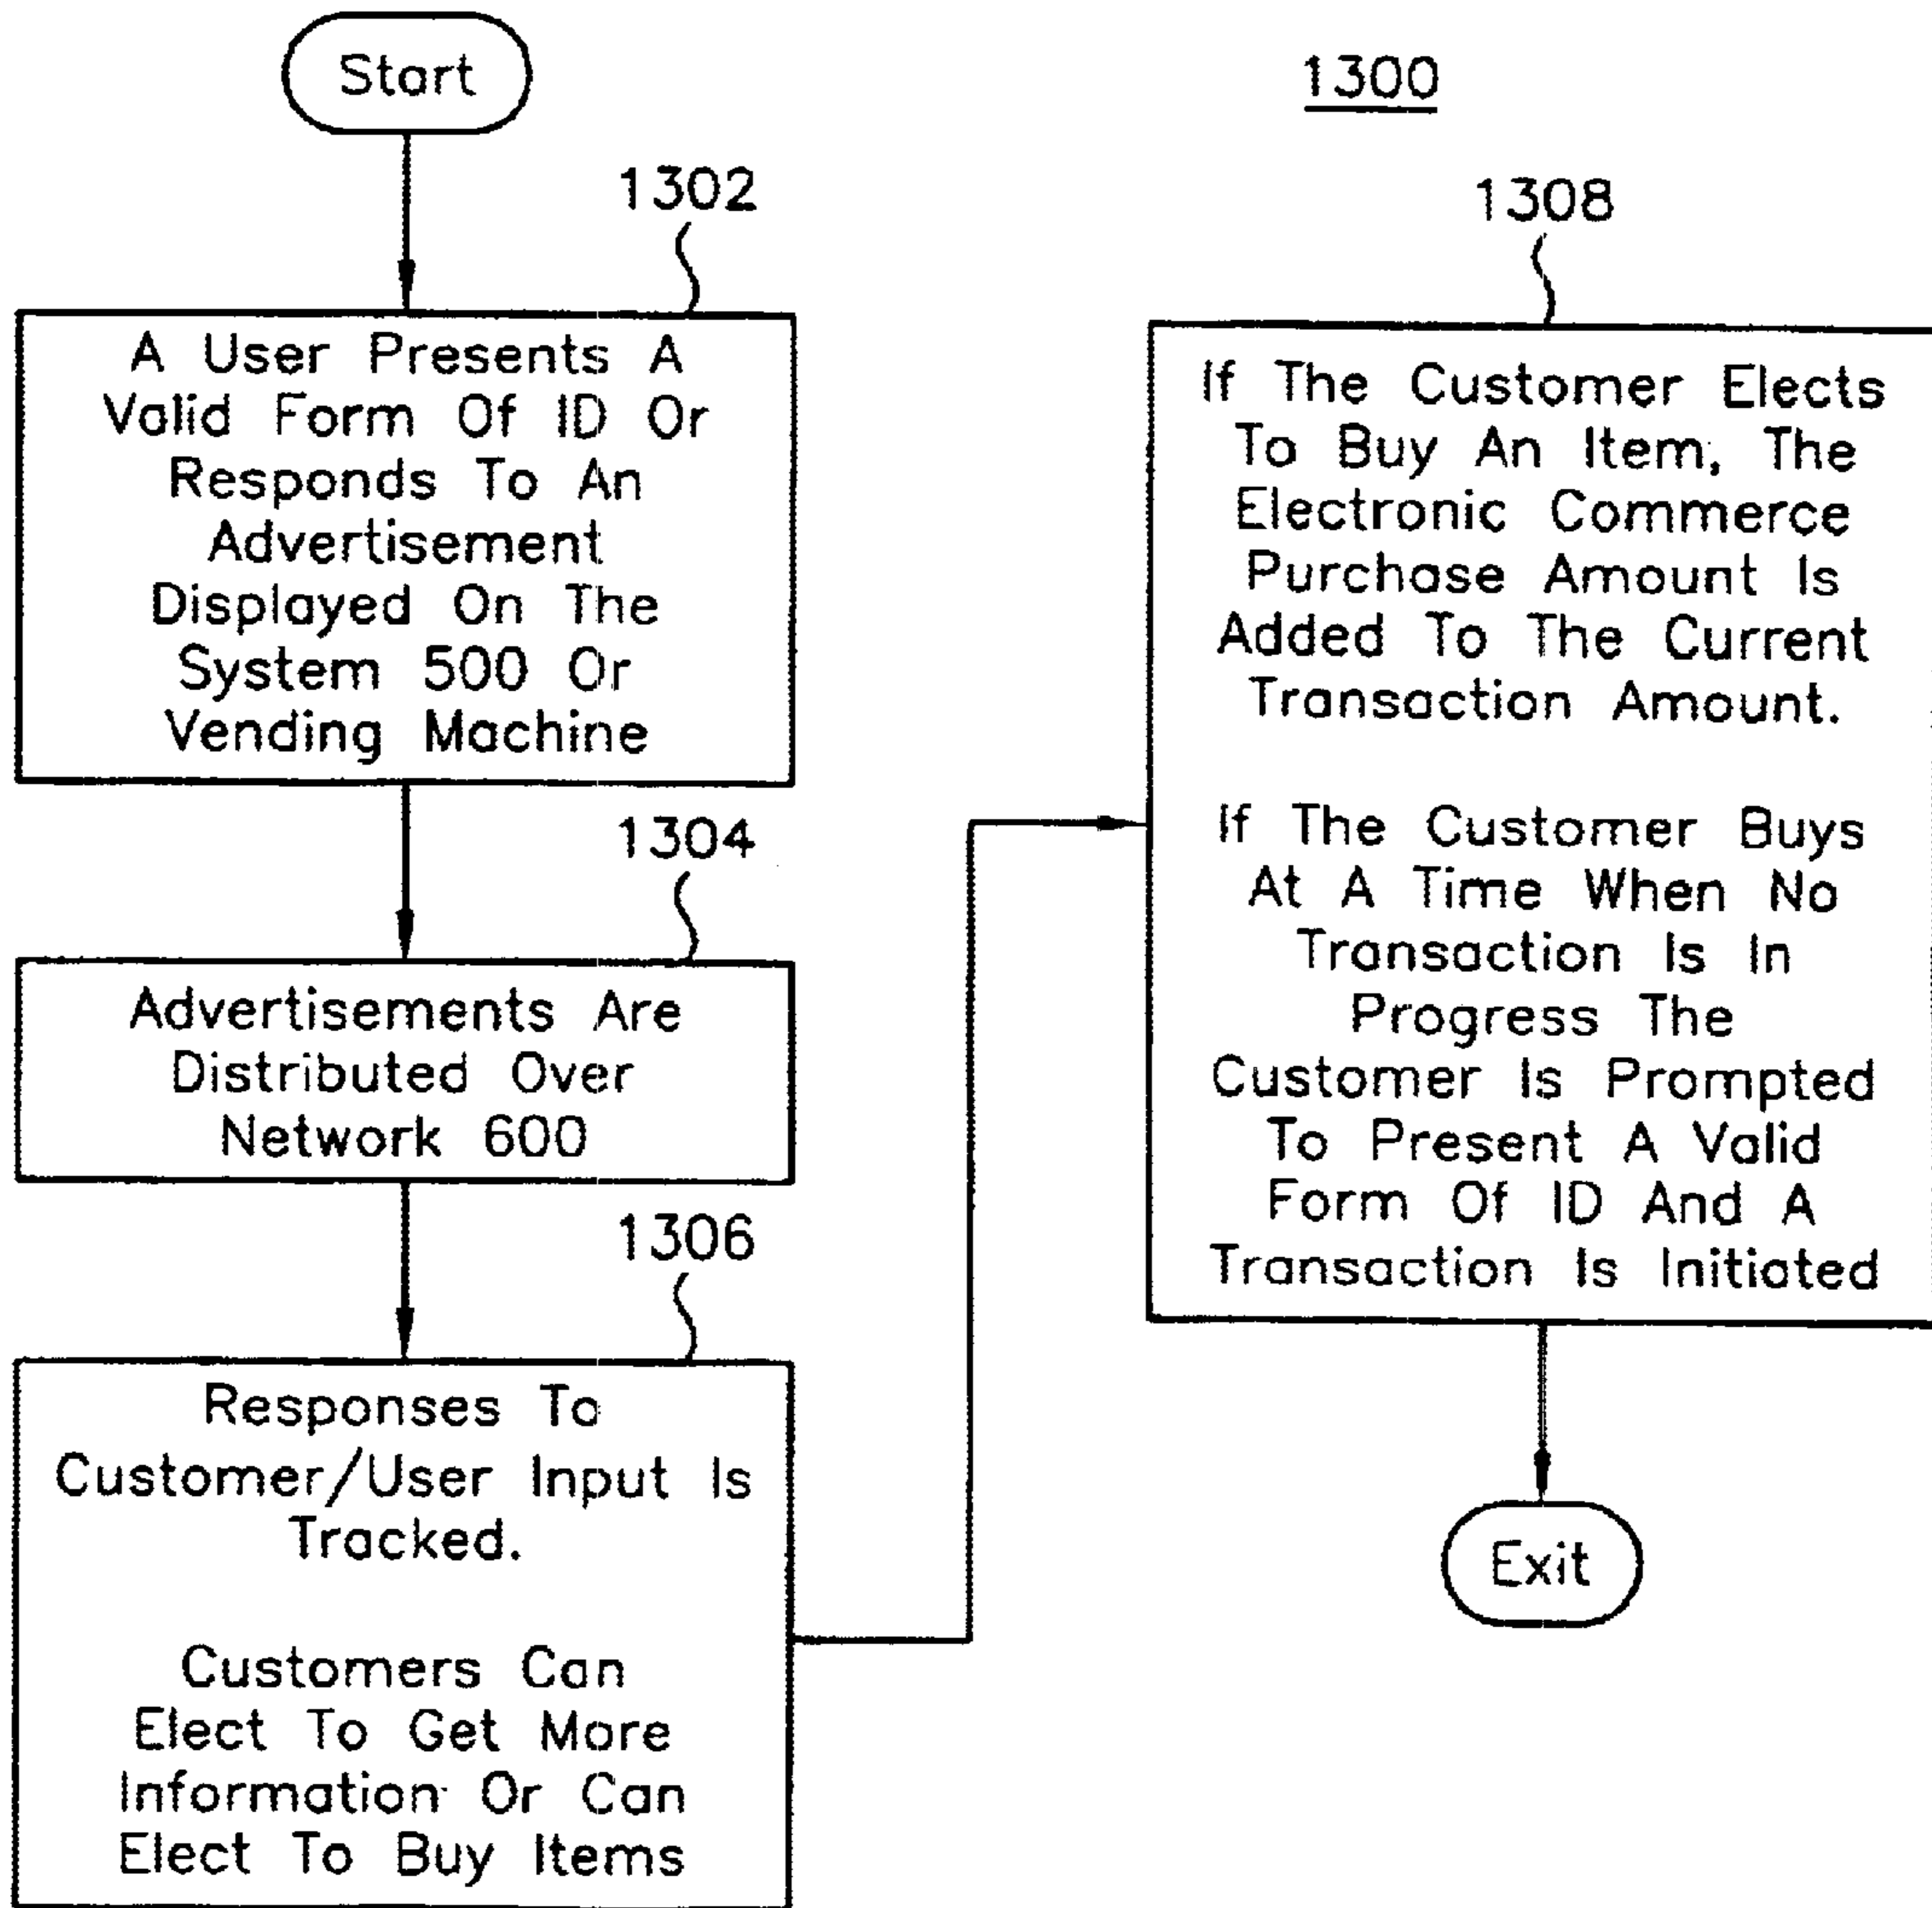 Start
1300
1302
A User Presents A
Valid Form Of ID Or
Responds To An
Advertisement
Displayed On The
System 500 Or
Vending Machine
1304
Advertisements Are
Distributed Over
Network 600
1306
Responses To
Customer/User Input Is
Tracked.
Customers Can
Elect To Get More
Information Or Can
Elect To Buy Items
1308
If The Customer Elects
To Buy An Item, The
Electronic Commerce
Purchase Amount Is
Added To The Current
Transaction Amount.
If The Customer Buys
At A Time When No
Transaction Is In
Progress The
Customer Is Prompted
To Present A Valid
Form Of ID And A
Transaction Is Initiated
Exit